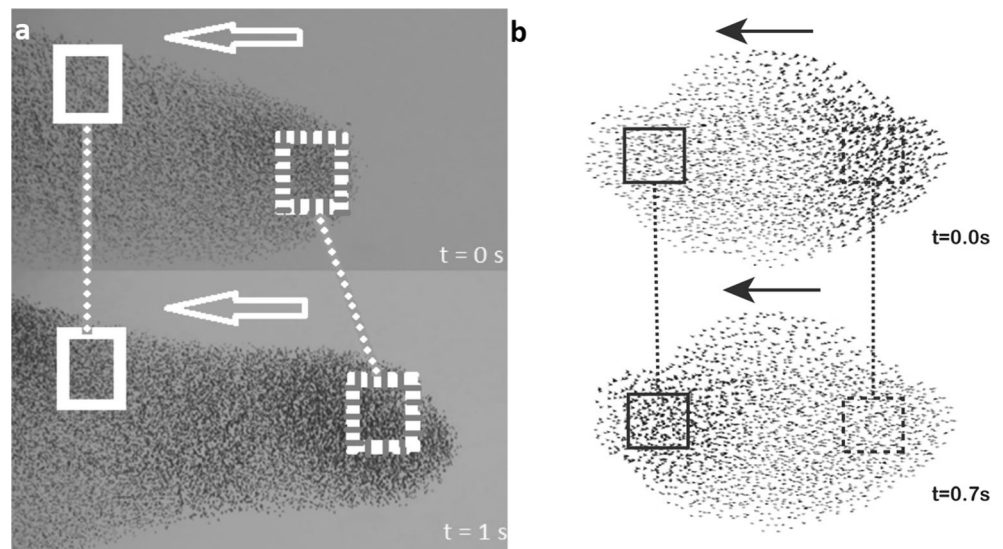 a
t = 0 s
t = 1 s
b
t=0.0s
t=0.7s